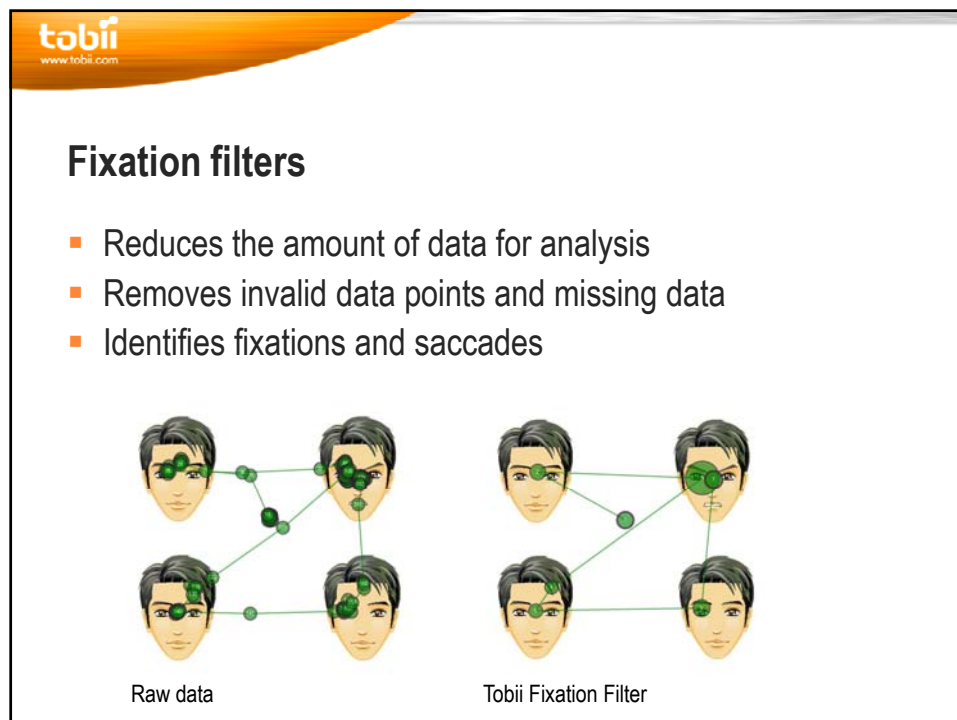 tobii
www.tobii.com
Fixation filters
Reduces the amount of data for analysis
Removes invalid data points and missing data
Identifies fixations and saccades
Raw data
Tobii Fixation Filter